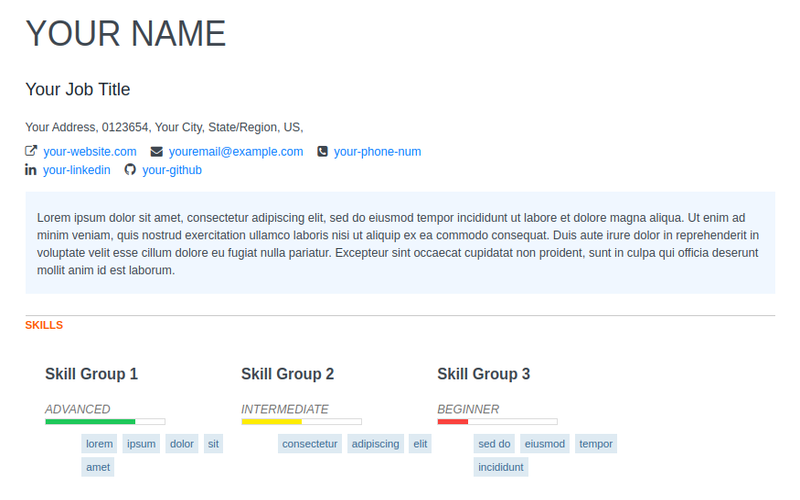 YOUR NAME
Your Job Title
Your Address, 0123654, Your City, State/Region, US,
your-website.com youremail@example.com your-phone-num
your-linkedin your-github
Lorem ipsum dolor sit amet, consectetur adipiscing elit, sed do eiusmod tempor incididunt ut labore et dolore magna aliqua. Ut enim ad
minim veniam, quis nostrud exercitation ullamco laboris nisi ut aliquip ex ea commodo consequat. Duis aute irure dolor in reprehenderit in
voluptate velit esse cillum dolore eu fugiat nulla pariatur. Excepteur sint occaecat cupidatat non proident, sunt in culpa qui officia deserunt
mollit anim id est laborum.
SKILLS
Skill Group 1
ADVANCED
lorem ipsum dolor sit
amet
Skill Group 2
INTERMEDIATE
consectetur adipiscing elit
Skill Group 3
BEGINNER
sed do eiusmod tempor
incididunt